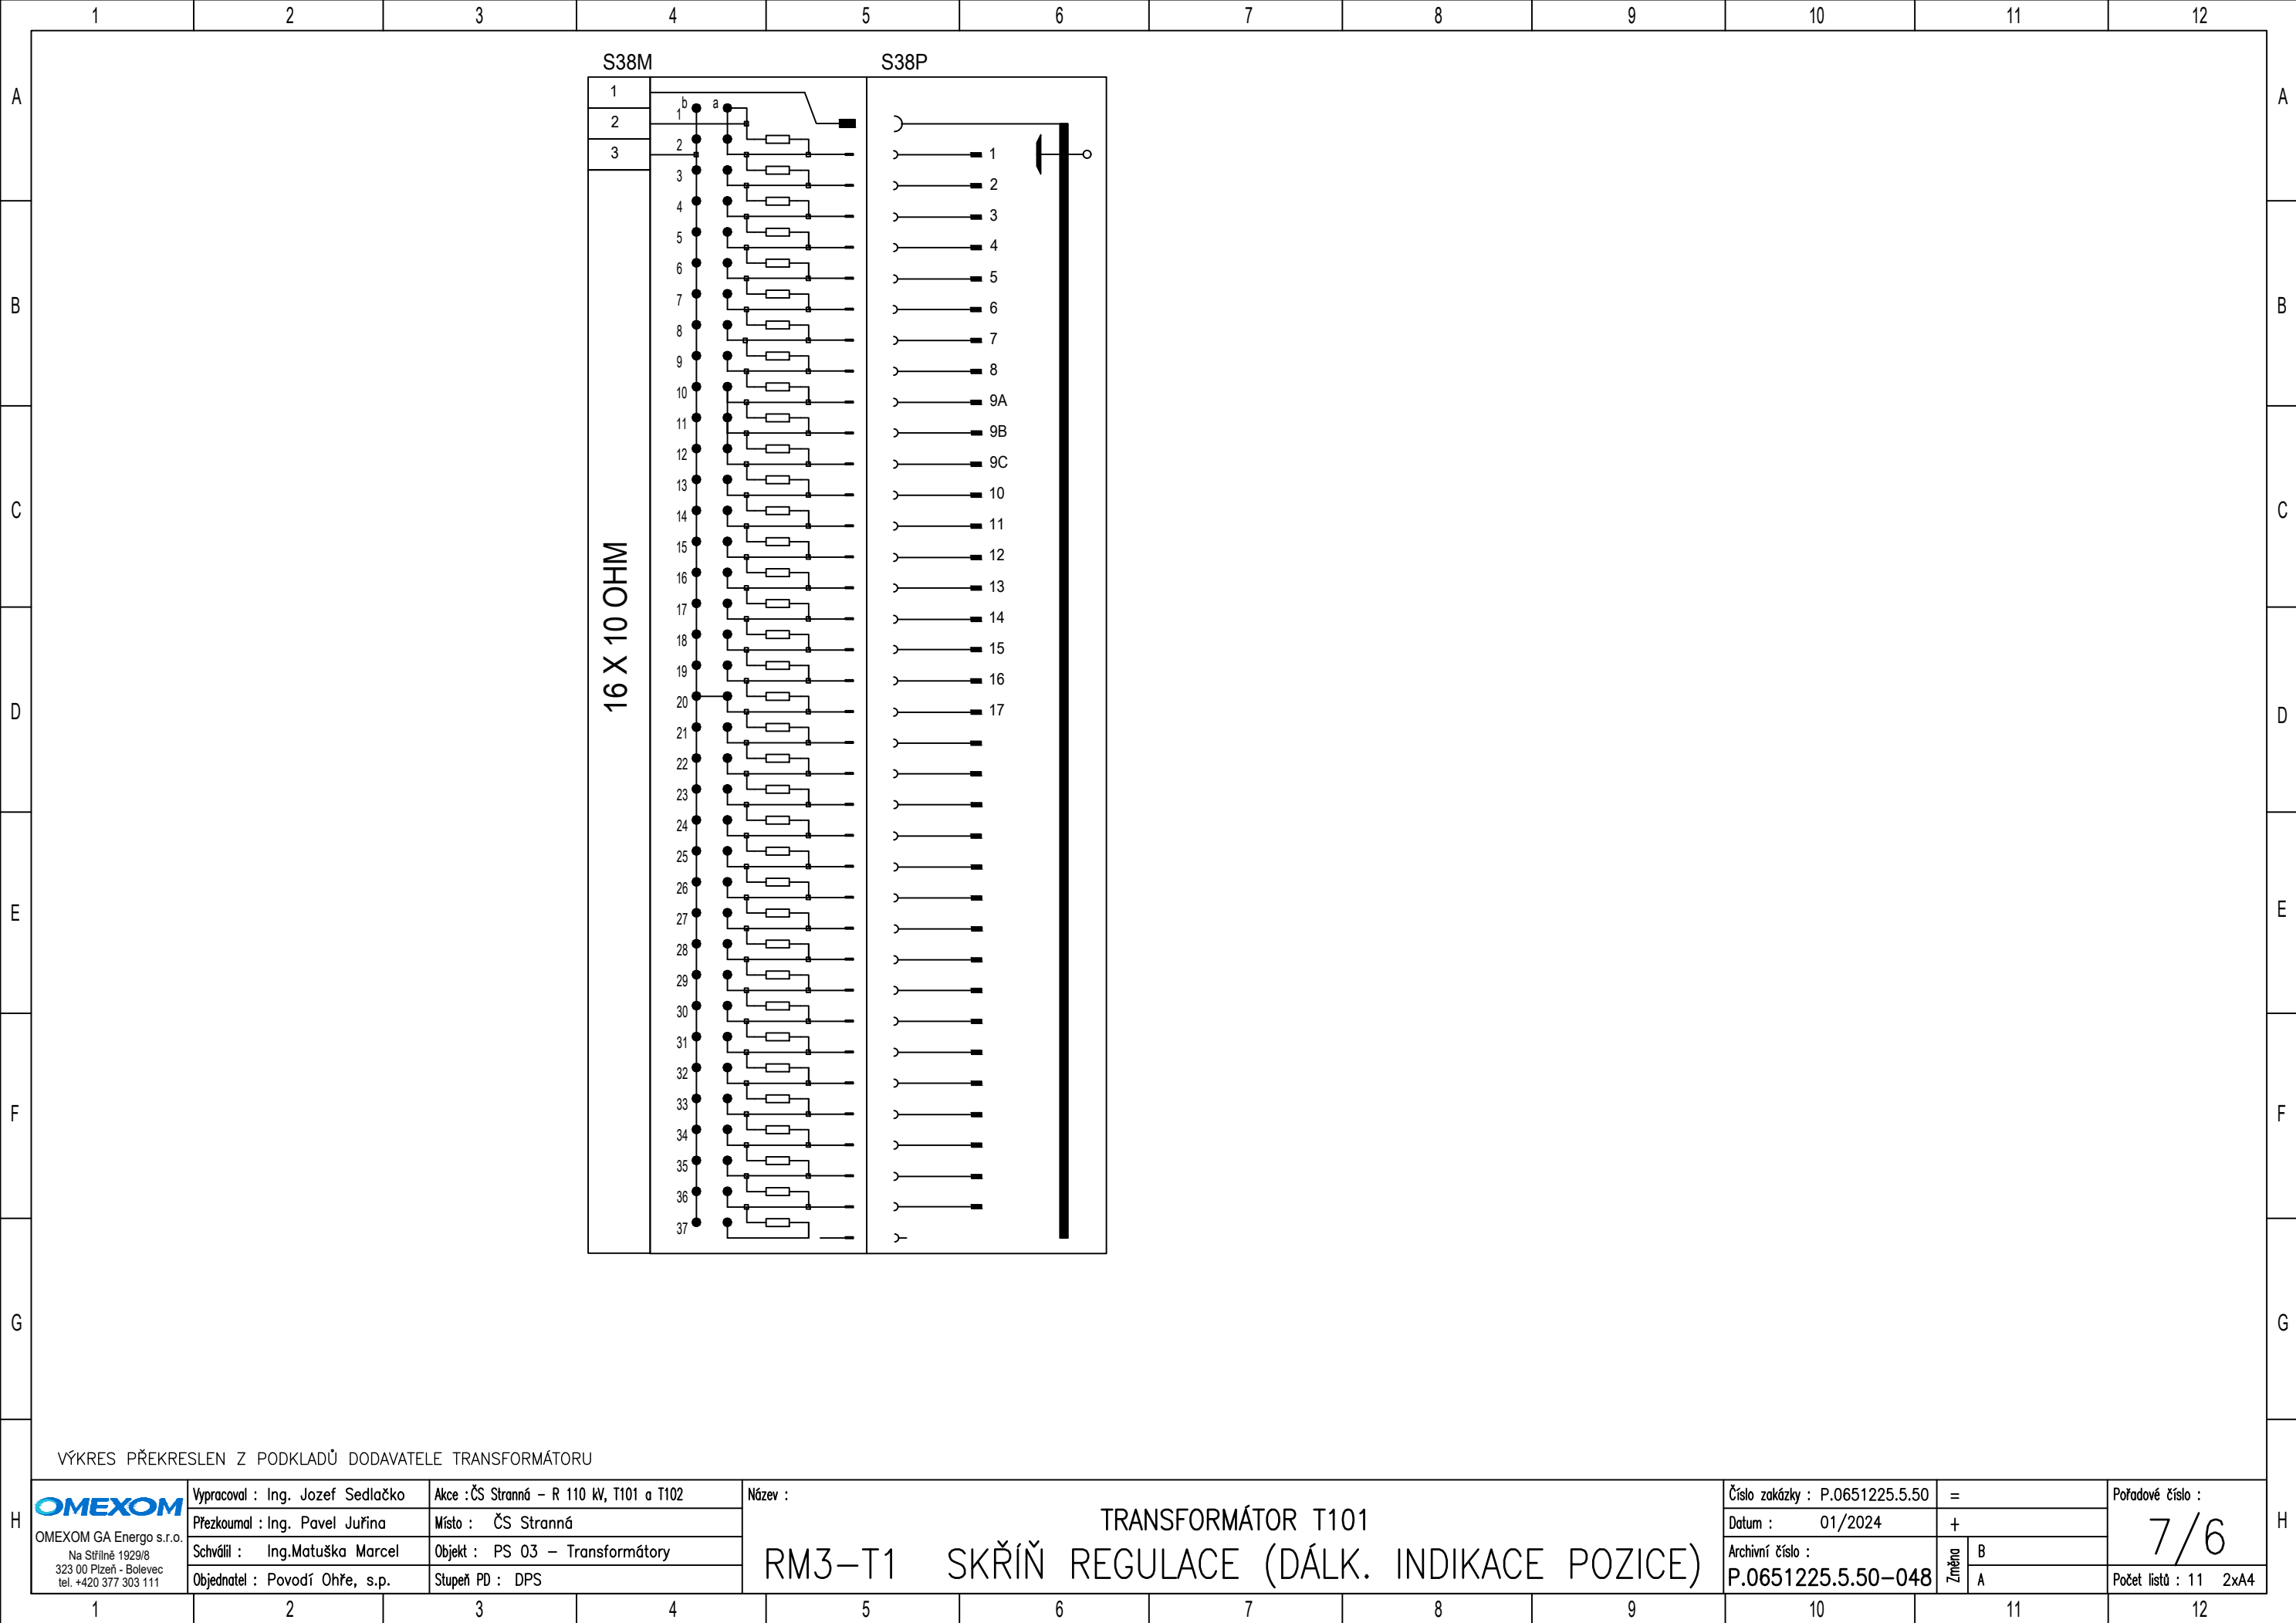 1 2 3 4 5 6 7 8 9 10 11 12
S38M S38P
A A
1
b a
1
2
2
3
1
3
2
4
3
5
4
6
5
B B
7
6
8
7
9
8
10
9A
11
9B
12
9C
13
10
C C
14
11
15
12
16
13
17
14
18
15
19
16
20
17
16 X 10 OHM
D D
21
22
23
24
25
26
E E
27
28
29
30
31
32
33
F F
34
35
36
37
G G
VÝKRES PŘEKRESLEN Z PODKLADŮ DODAVATELE TRANSFORMÁTORU
H H
OMEXOM
OMEXOM GA Energo s.r.o.
Na Střílně 1929/8
323 00 Plzeň - Bolevec
tel. +420 377 303 111
Vypracoval : Ing. Jozef Sedlačko
Přezkoumal : Ing. Pavel Juřina
Schválil : Ing.Matuška Marcel
Objednatel : Povodí Ohře, s.p.
Akce : ČS Stranná – R 110 kV, T101 a T102
Místo : ČS Stranná
Objekt : PS 03 – Transformátory
Stupeň PD : DPS
Název :
TRANSFORMÁTOR T101
RM3–T1 SKŘÍŇ REGULACE (DÁLK. INDIKACE POZICE)
Číslo zakázky : P.0651225.5.50
Datum : 01/2024
Archivní číslo :
P.0651225.5.50–048
=
+
Změna
B
A
Pořadové číslo :
7/6
Počet listů : 11 2xA4
1 2 3 4 5 6 7 8 9 10 11 12